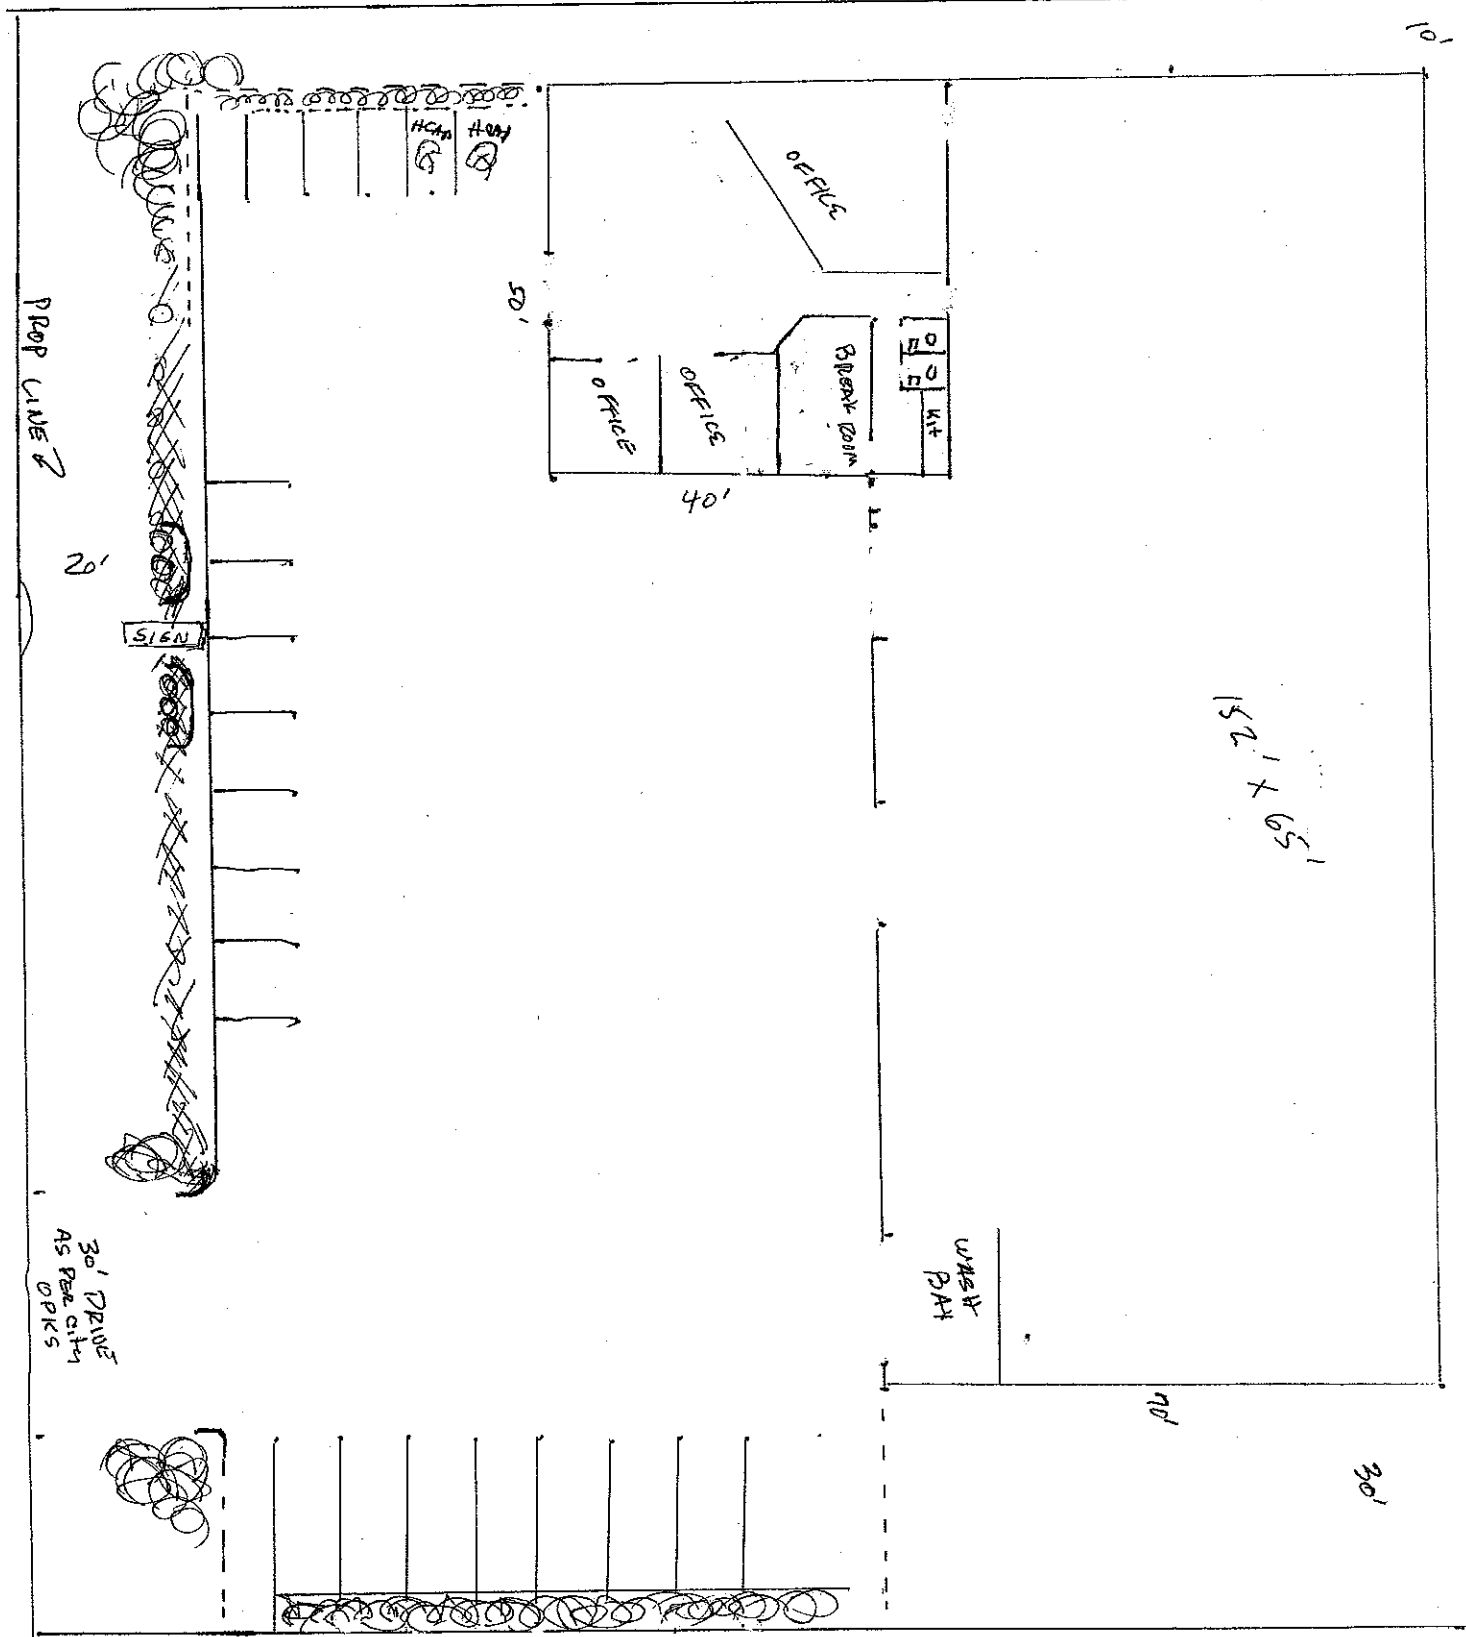 10'
HCAP
HCAP
OFFICE
50'
PROP LINE
OFFICE
OFFICE
BREAK ROOM
Kit
40'
20'
SIGN
152' X 65'
WASH
BAY
30' DRIVE
AS PER city
OPKS
70'
30'